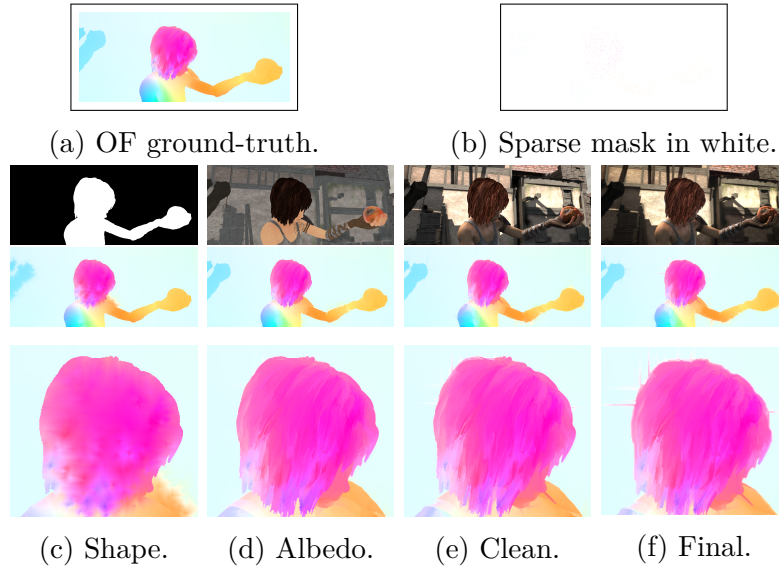 (a) OF ground-truth.
(b) Sparse mask in white.
(c) Shape.
(d) Albedo.
(e) Clean.
(f) Final.